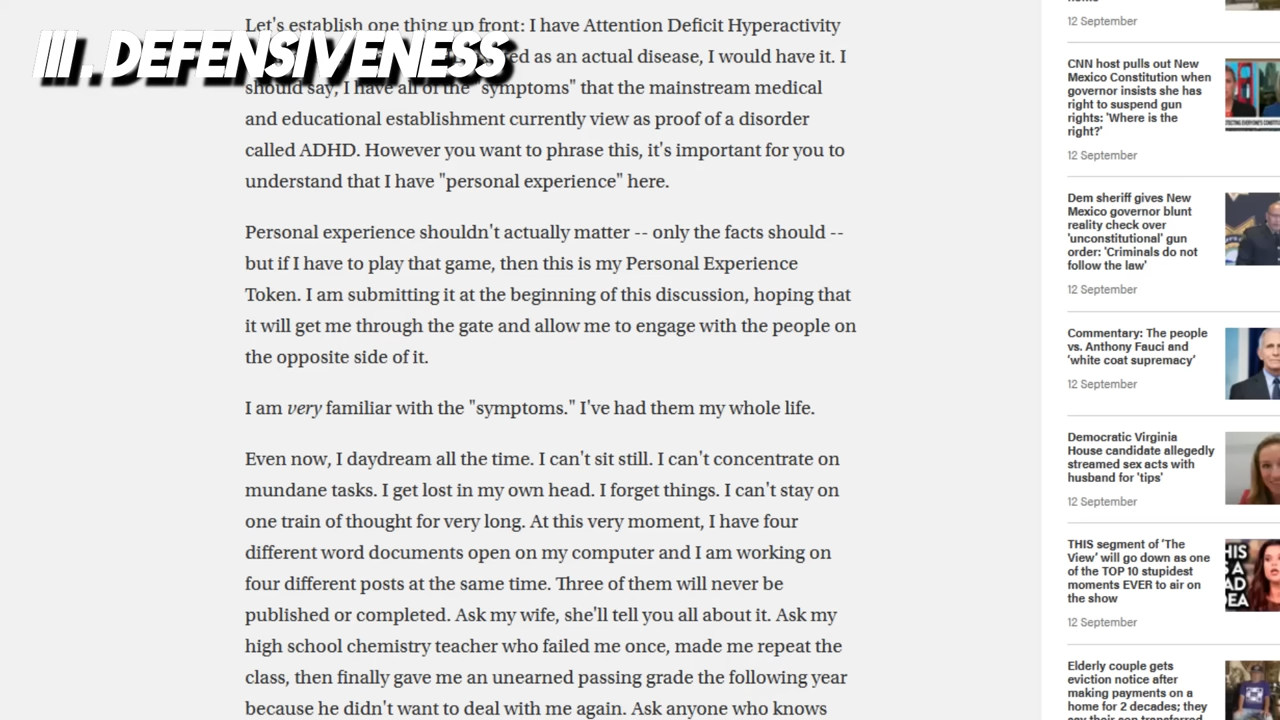 III. DEFENSIVENESS
Let's establish one thing up front: I have Attention Deficit Hyperactivity
ed as an actual disease, I would have it. I
should say, I have all of the "symptoms" that the mainstream medical
and educational establishment currently view as proof of a disorder
called ADHD. However you want to phrase this, it's important for you to
understand that I have "personal experience" here.
Personal experience shouldn't actually matter -- only the facts should --
but if I have to play that game, then this is my Personal Experience
Token. I am submitting it at the beginning of this discussion, hoping that
it will get me through the gate and allow me to engage with the people on
the opposite side of it.
I am very familiar with the "symptoms." I've had them my whole life.
Even now, I daydream all the time. I can't sit still. I can't concentrate on
mundane tasks. I get lost in my own head. I forget things. I can't stay on
one train of thought for very long. At this very moment, I have four
different word documents open on my computer and I am working on
four different posts at the same time. Three of them will never be
published or completed. Ask my wife, she'll tell you all about it. Ask my
high school chemistry teacher who failed me once, made me repeat the
class, then finally gave me an unearned passing grade the following year
because he didn't want to deal with me again. Ask anyone who knows
12 September
CNN host pulls out New
Mexico Constitution when
governor insists she has
right to suspend gun
rights: 'Where is the
right?'
12 September
Dem sheriff gives New
Mexico governor blunt
reality check over
'unconstitutional' gun
order: 'Criminals do not
follow the law'
12 September
Commentary: The people
vs. Anthony Fauci and
'white coat supremacy'
12 September
Democratic Virginia
House candidate allegedly
streamed sex acts with
husband for 'tips'
12 September
THIS segment of 'The
View' will go down as one
of the TOP 10 stupidest
moments EVER to air on
the show
12 September
Elderly couple gets
eviction notice after
making payments on a
home for 2 decades; they
say their son transferred